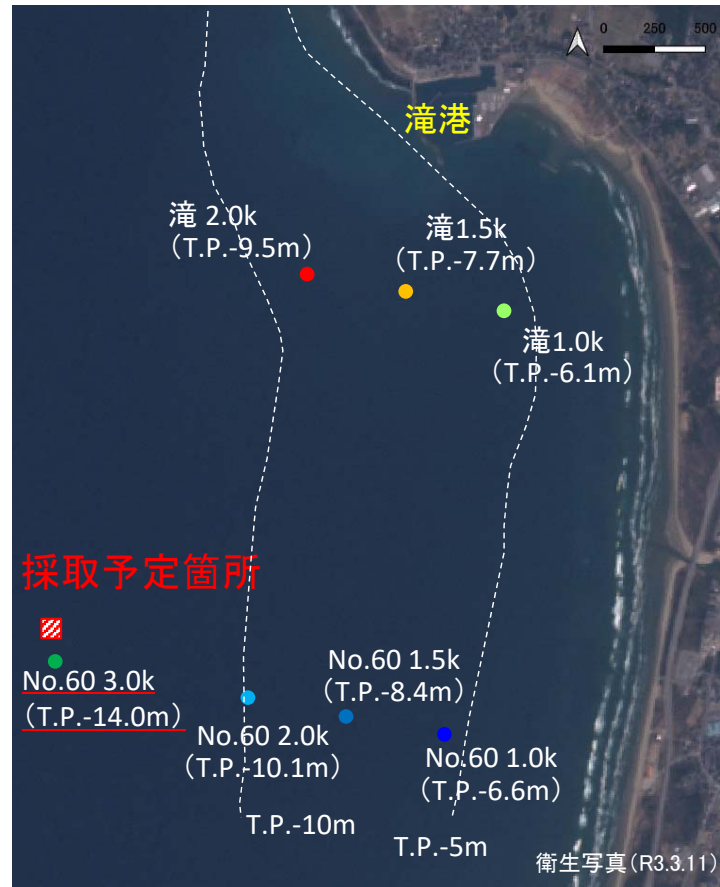 0 250 500
滝港
滝 2.0k
（T.P.-9.5m）
滝1.5k
（T.P.-7.7m）
滝1.0k
（T.P.-6.1m）
採取予定箇所
No.60 3.0k
（T.P.-14.0m）
No.60 1.5k
（T.P.-8.4m）
No.60 2.0k
（T.P.-10.1m）
No.60 1.0k
（T.P.-6.6m）
T.P.-10m
T.P.-5m
衛生写真（R3.3.11）